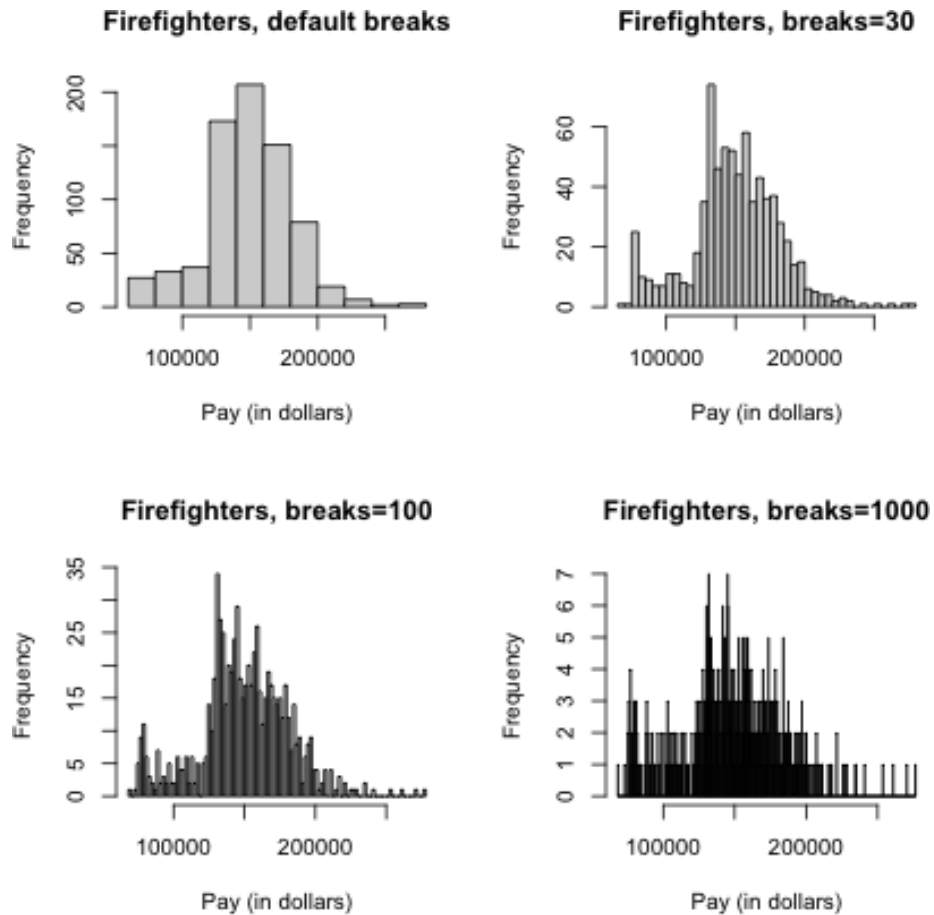 Firefighters, default breaks
Frequency
200
100
50
0
100000 200000
Pay (in dollars)
Firefighters, breaks=30
Frequency
60
40
20
0
100000 200000
Pay (in dollars)
Firefighters, breaks=100
Frequency
35
25
15
5
0
100000 200000
Pay (in dollars)
Firefighters, breaks=1000
Frequency
7
6
5
4
3
2
1
0
100000 200000
Pay (in dollars)